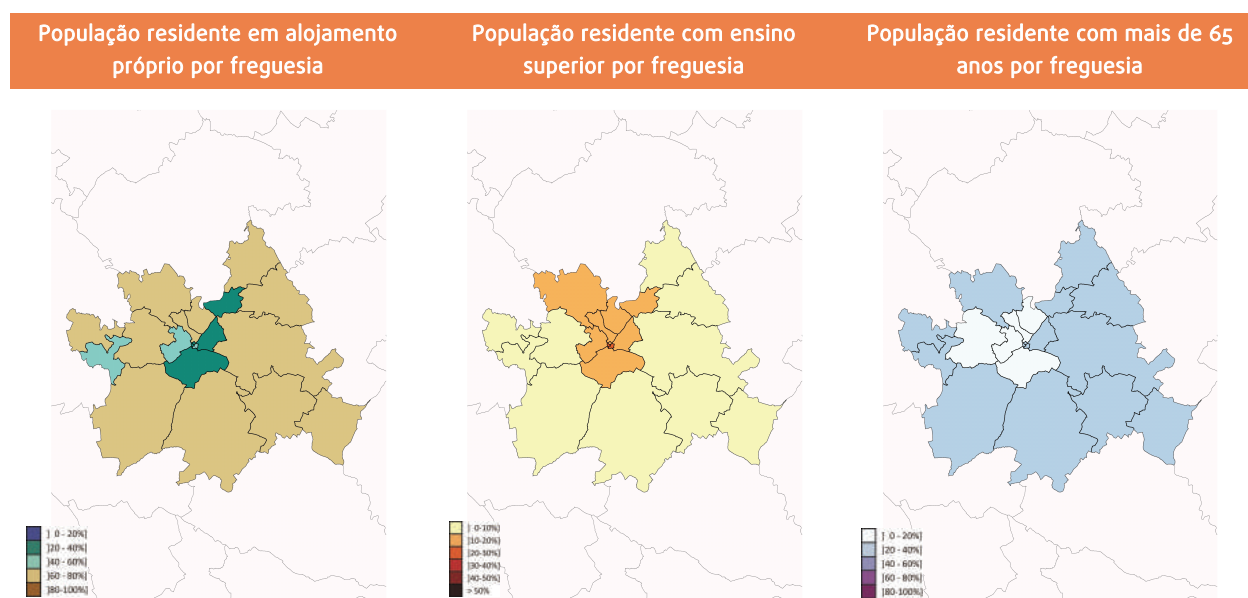 População residente em alojamento
próprio por freguesia
População residente com ensino
superior por freguesia
População residente com mais de 65
anos por freguesia
] 0 - 20%]
]20 - 40%]
]40 - 60%]
]60 - 80%]
]80-100%]
] 0-10%]
]10-20%]
]20-30%]
]30-40%]
]40-50%]
> 50%
] 0 - 20%]
]20 - 40%]
]40 - 60%]
]60 - 80%]
]80-100%]